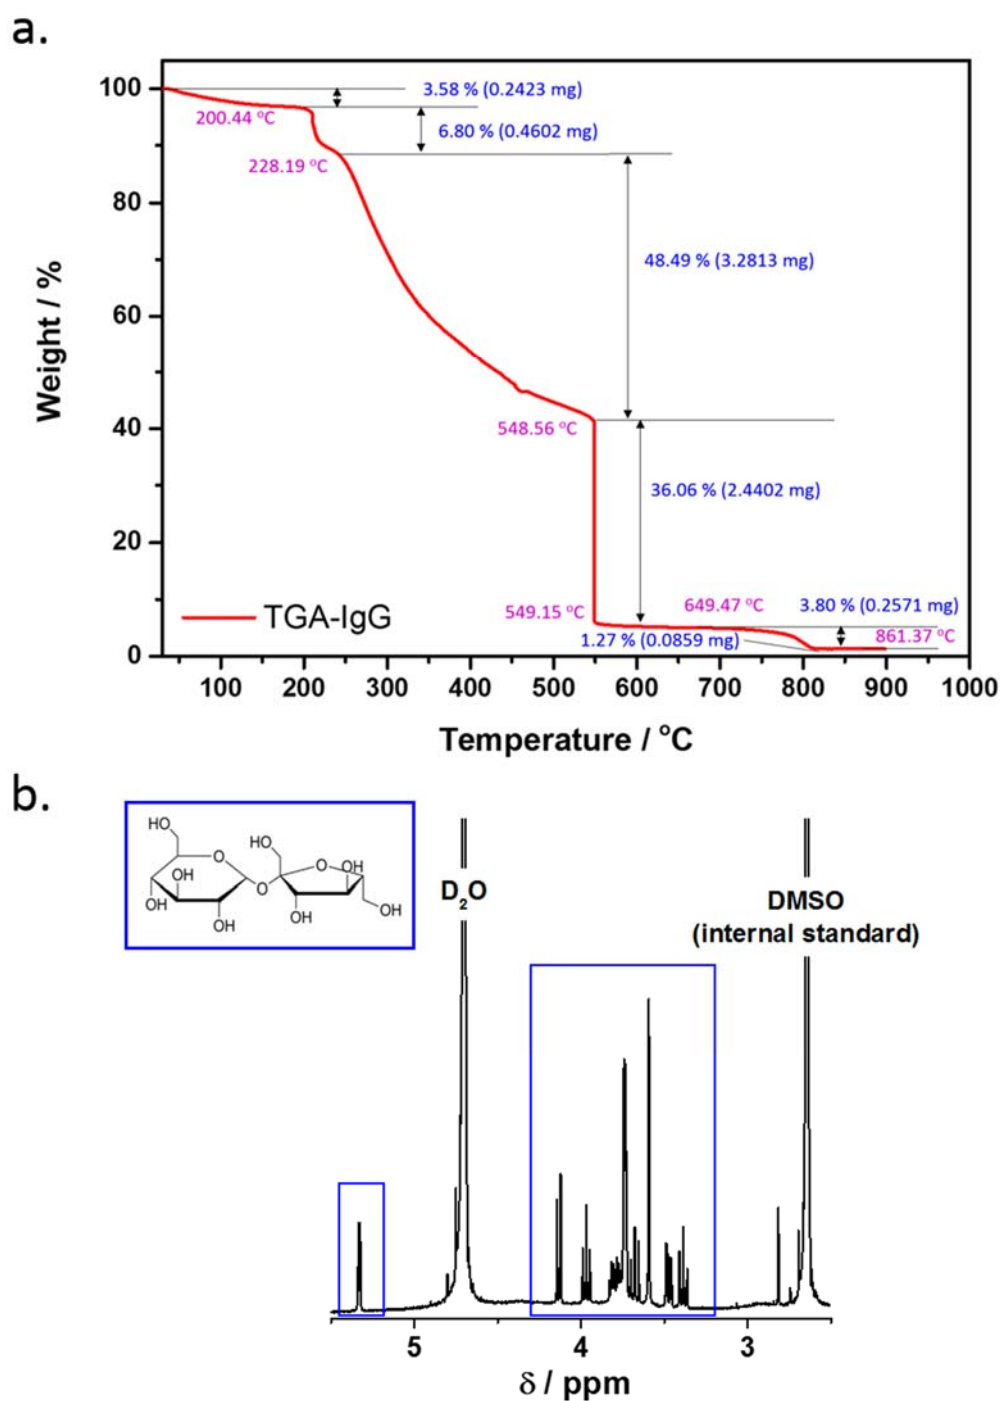 a.
3.58 % (0.2423 mg)
200.44 °C
6.80 % (0.4602 mg)
228.19 °C
48.49 % (3.2813 mg)
548.56 °C
36.06 % (2.4402 mg)
549.15 °C
649.47 °C
3.80 % (0.2571 mg)
1.27 % (0.0859 mg)
861.37 °C
TGA-IgG
Weight / %
100
80
60
40
20
0
100 200 300 400 500 600 700 800 900 1000
Temperature / °C
b.
HO
HO
O
O
OH
OH
OH
O
OH
OH
OH
D₂O
DMSO
(internal standard)
5 4 3
δ / ppm